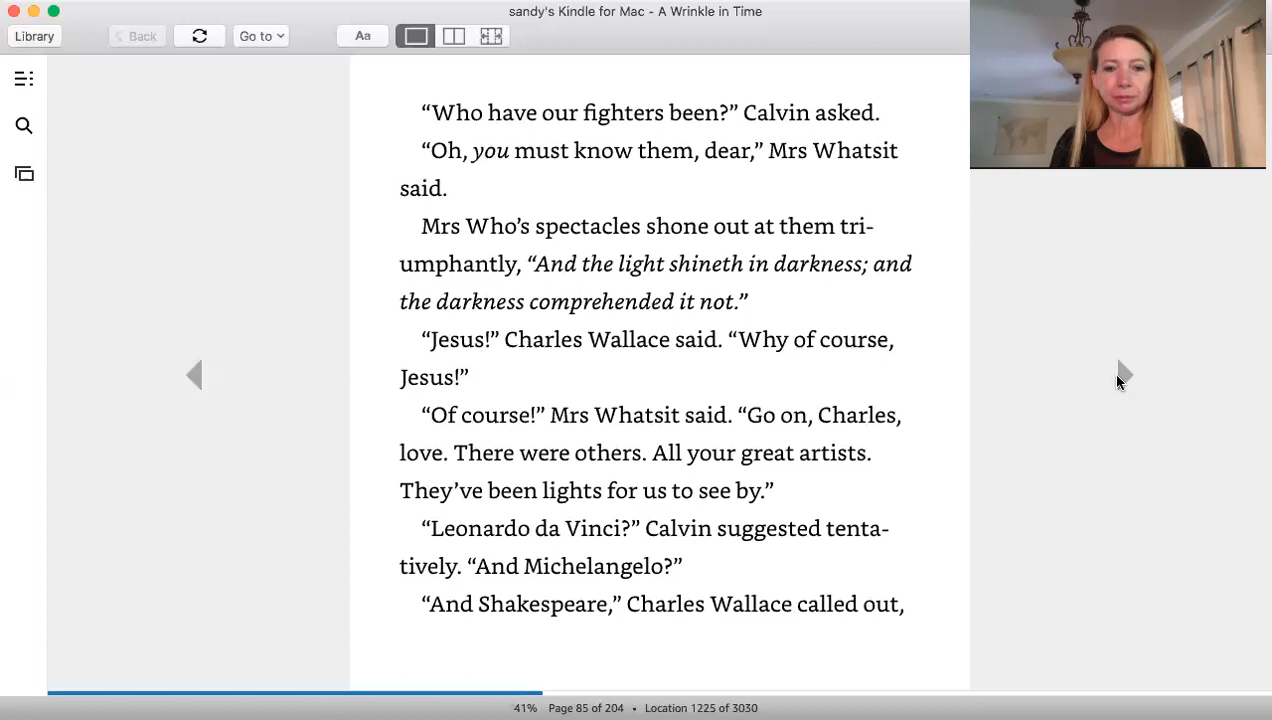 sandy's Kindle for Mac - A Wrinkle in Time
Library
Back
Go to
Aa
“Who have our fighters been?” Calvin asked.
“Oh, you must know them, dear,” Mrs Whatsit
said.
Mrs Who’s spectacles shone out at them tri-
umphantly, “And the light shineth in darkness; and
the darkness comprehended it not.”
“Jesus!” Charles Wallace said. “Why of course,
Jesus!”
“Of course!” Mrs Whatsit said. “Go on, Charles,
love. There were others. All your great artists.
They’ve been lights for us to see by.”
“Leonardo da Vinci?” Calvin suggested tenta-
tively. “And Michelangelo?”
“And Shakespeare,” Charles Wallace called out,
41% Page 85 of 204 • Location 1225 of 3030